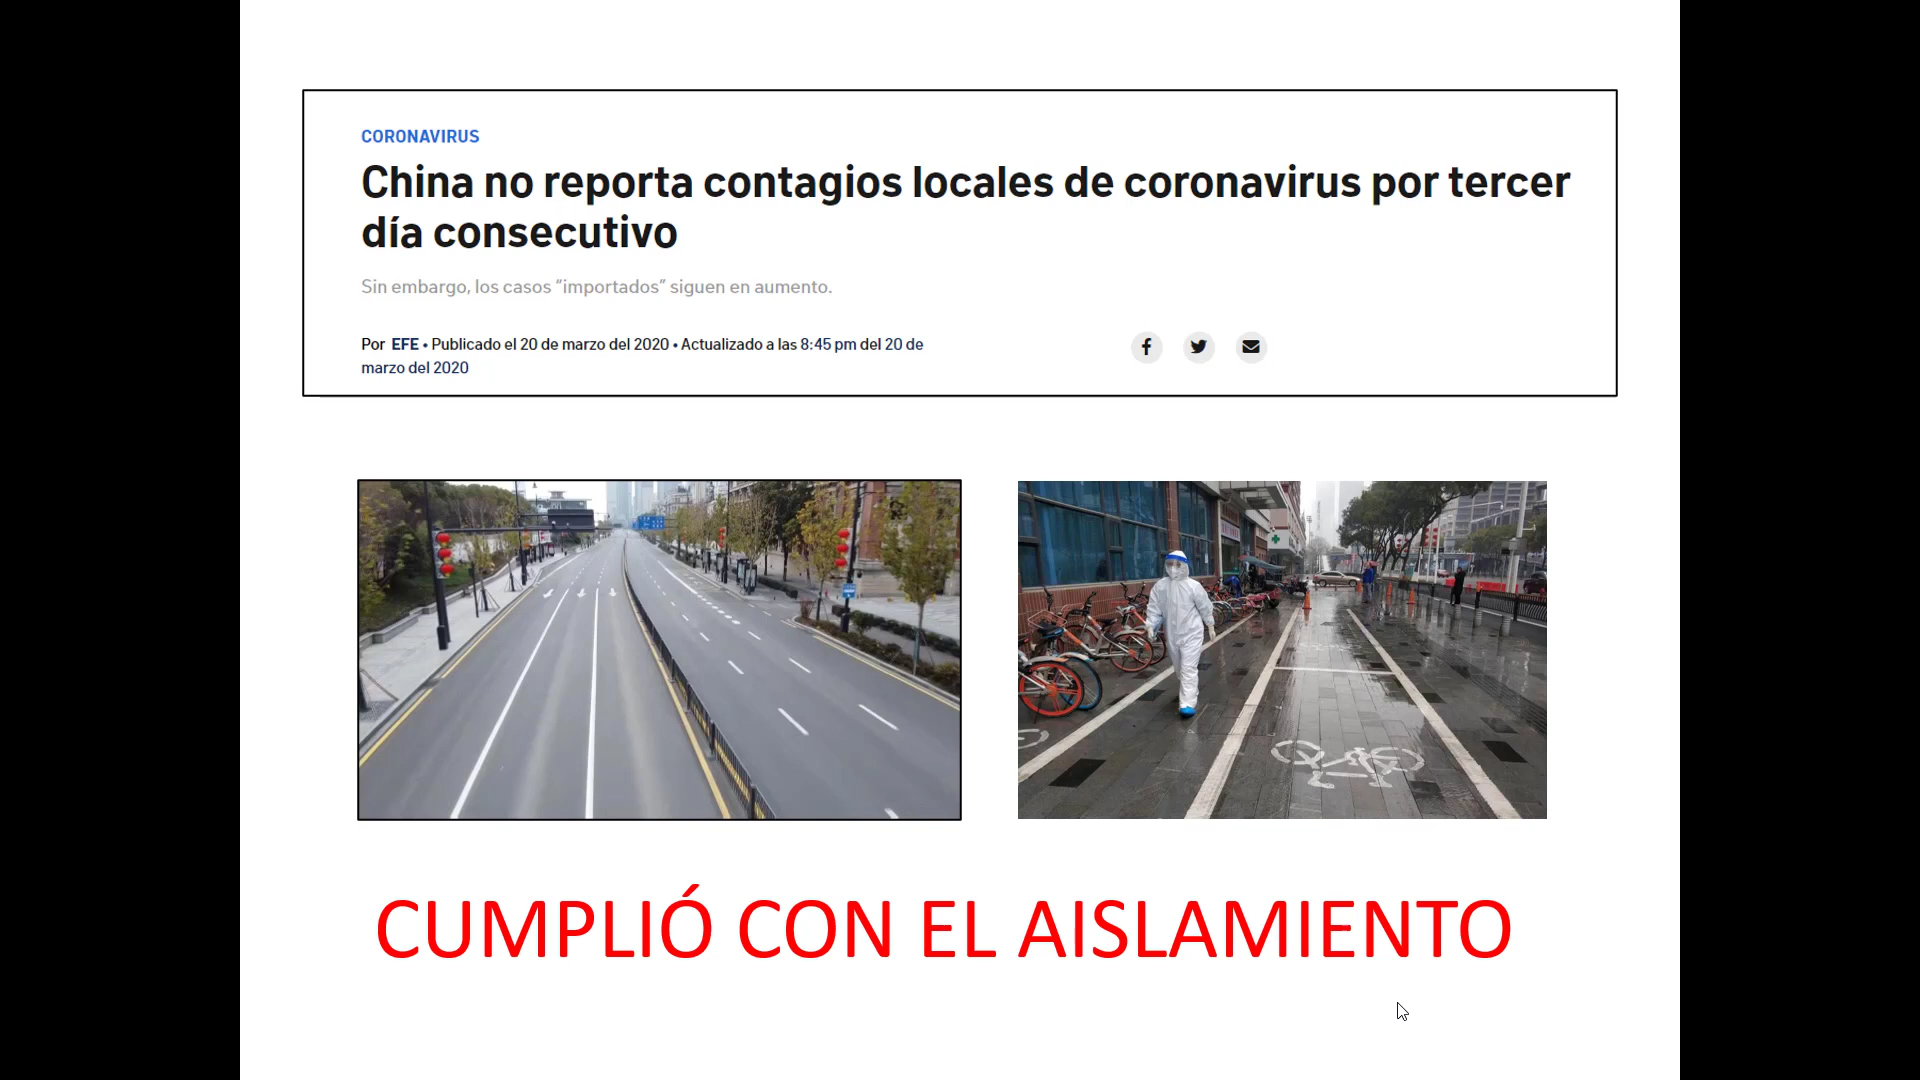 CORONAVIRUS
China no reporta contagios locales de coronavirus por tercer
día consecutivo
Sin embargo, los casos "importados" siguen en aumento.
Por EFE • Publicado el 20 de marzo del 2020 • Actualizado a las 8:45 pm del 20 de
marzo del 2020
CUMPLIÓ CON EL AISLAMIENTO